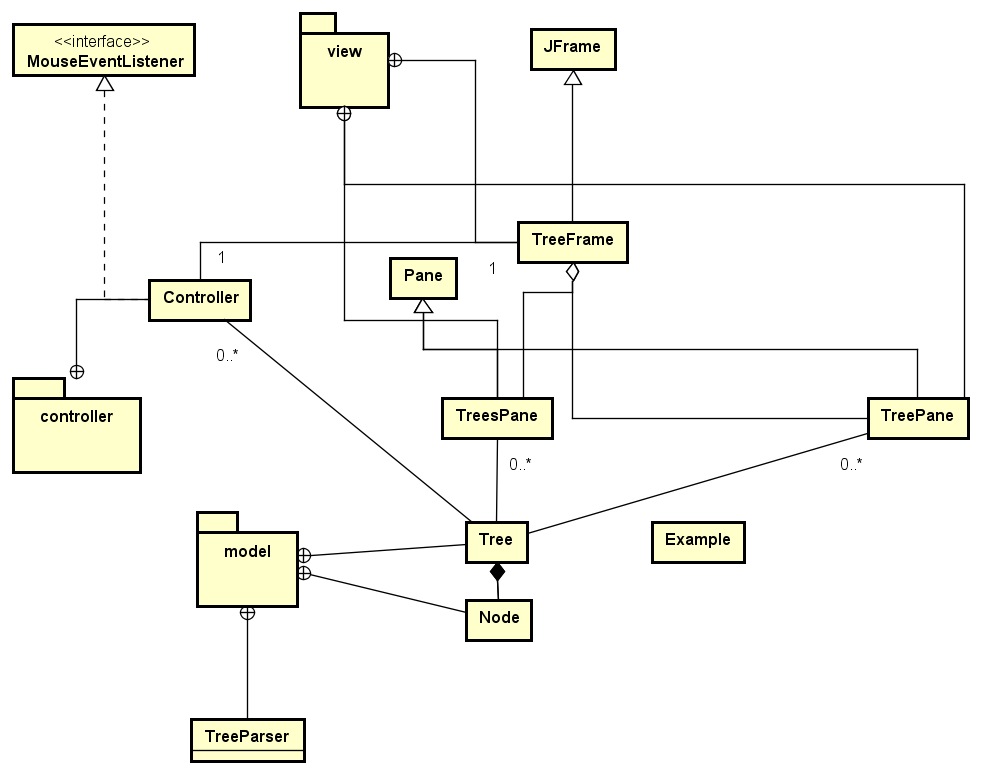 <<interface>>
MouseEventListener
view
JFrame
TreeFrame
1
1
Pane
Controller
0..*
controller
TreesPane
TreePane
0..*
0..*
model
Tree
Example
Node
TreeParser